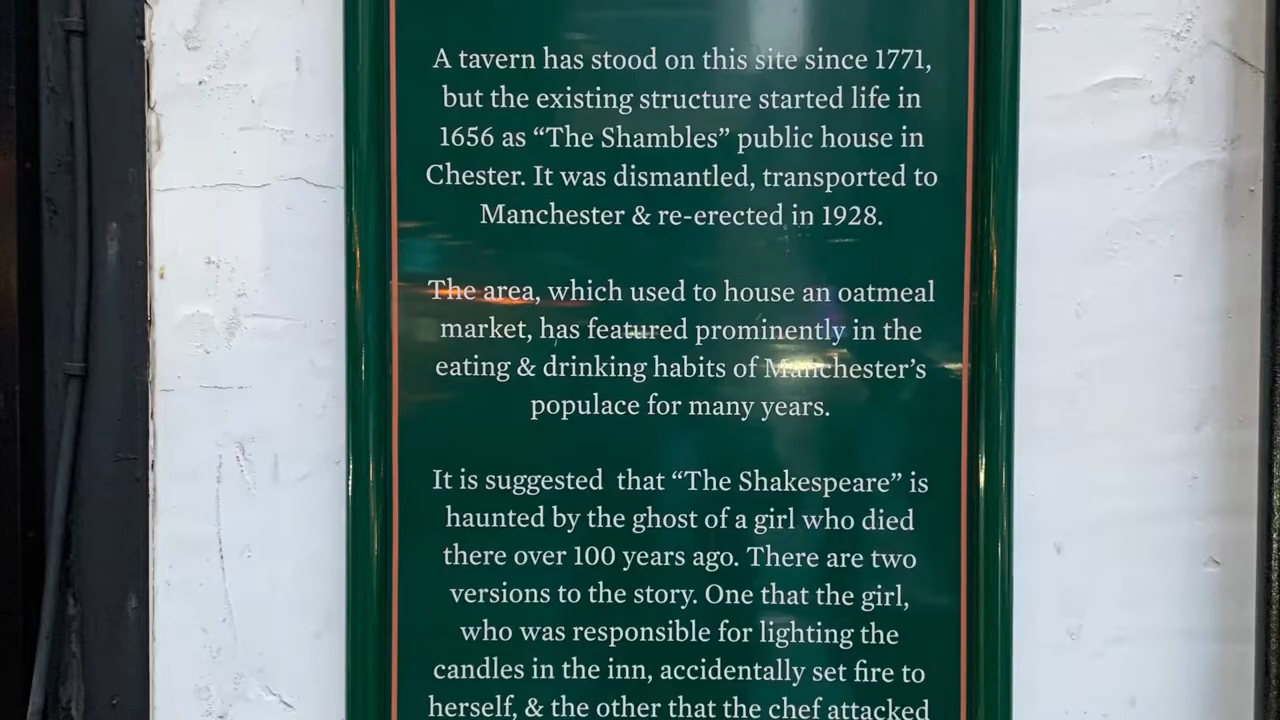 A tavern has stood on this site since 1771,
but the existing structure started life in
1656 as “The Shambles” public house in
Chester. It was dismantled, transported to
Manchester & re-erected in 1928.
The area, which used to house an oatmeal
market, has featured prominently in the
eating & drinking habits of Manchester’s
populace for many years.
It is suggested that “The Shakespeare” is
haunted by the ghost of a girl who died
there over 100 years ago. There are two
versions to the story. One that the girl,
who was responsible for lighting the
candles in the inn, accidentally set fire to
herself, & the other that the chef attacked